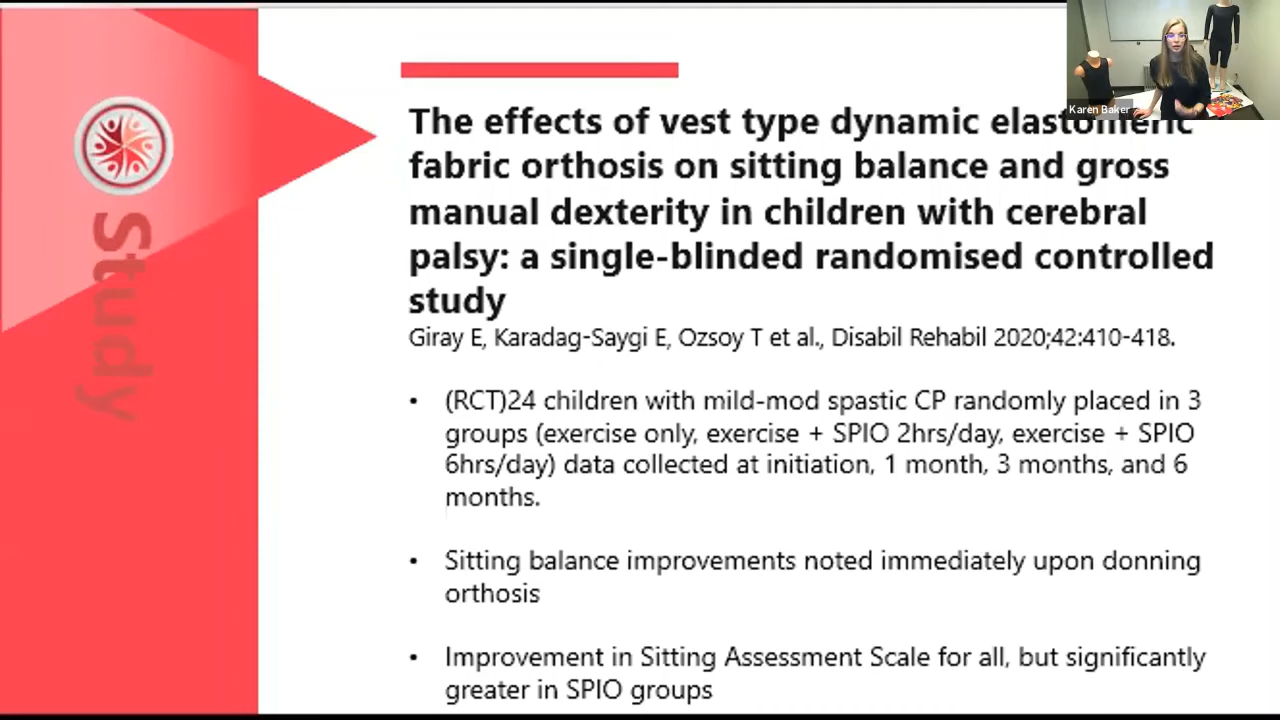 Karen Baker
Study
The effects of vest type dynamic elastomeric
fabric orthosis on sitting balance and gross
manual dexterity in children with cerebral
palsy: a single-blinded randomised controlled
study
Giray E, Karadag-Saygi E, Ozsoy T et al., Disabil Rehabil 2020;42:410-418.
• (RCT)24 children with mild-mod spastic CP randomly placed in 3
groups (exercise only, exercise + SPIO 2hrs/day, exercise + SPIO
6hrs/day) data collected at initiation, 1 month, 3 months, and 6
months.
• Sitting balance improvements noted immediately upon donning
orthosis
• Improvement in Sitting Assessment Scale for all, but significantly
greater in SPIO groups